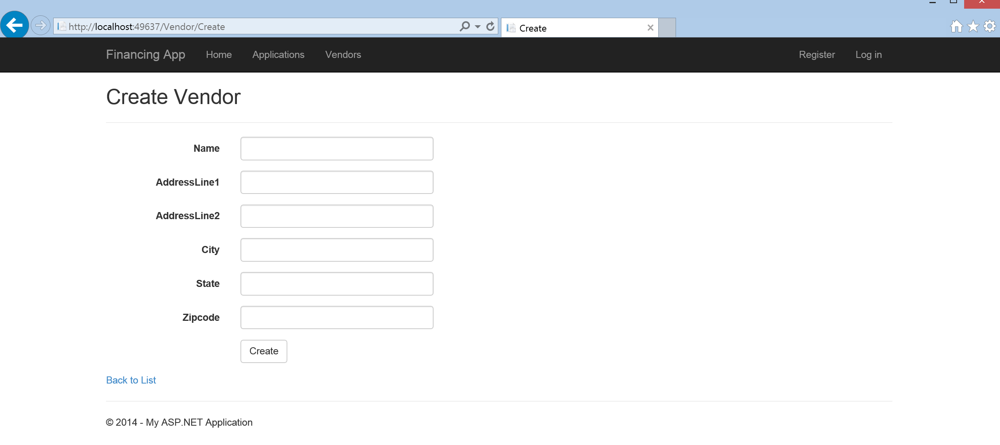 http://localhost:49637/Vendor/Create
Create
Financing App Home Applications Vendors Register Log in
Create Vendor
Name
AddressLine1
AddressLine2
City
State
Zipcode
Create
Back to List
© 2014 - My ASP.NET Application